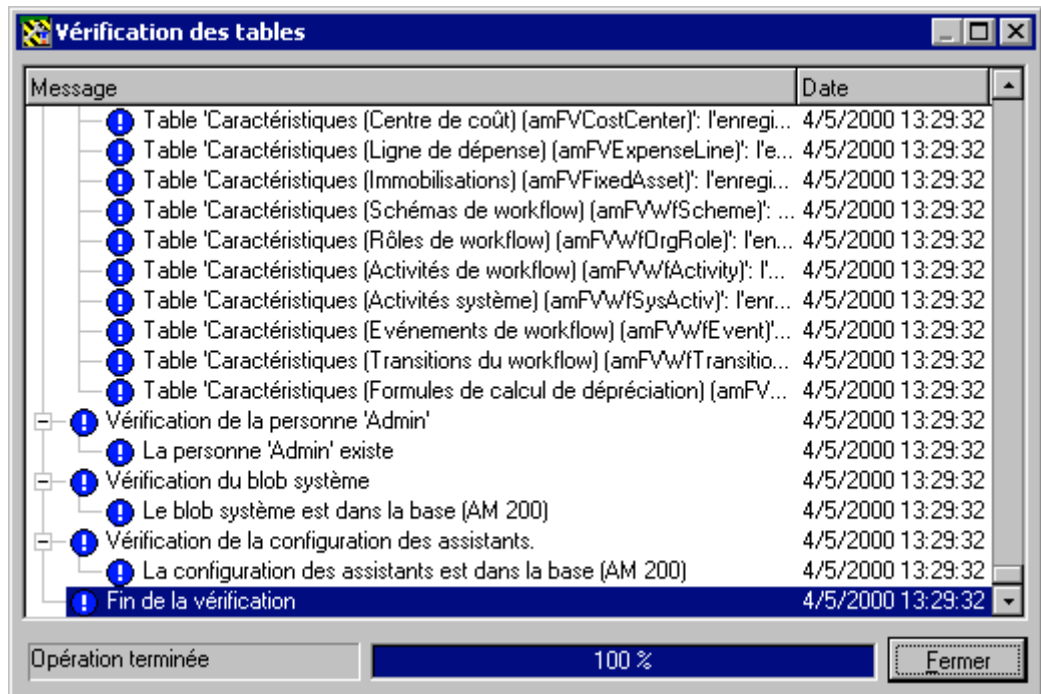 Vérification des tables
Message Date
Table 'Caractéristiques (Centre de coût) (amFVCostCenter)': l'enregi... 4/5/2000 13:29:32
Table 'Caractéristiques (Ligne de dépense) (amFVExpenseLine)': l'e... 4/5/2000 13:29:32
Table 'Caractéristiques (Immobilisations) (amFVFixedAsset)': l'enregi... 4/5/2000 13:29:32
Table 'Caractéristiques (Schémas de workflow) (amFVWfScheme)': ... 4/5/2000 13:29:32
Table 'Caractéristiques (Rôles de workflow) (amFVWfOrgRole)': l'en... 4/5/2000 13:29:32
Table 'Caractéristiques (Activités de workflow) (amFVWfActivity)': l'... 4/5/2000 13:29:32
Table 'Caractéristiques (Activités système) (amFVWfSysActiv)': l'enr... 4/5/2000 13:29:32
Table 'Caractéristiques (Evénements de workflow) (amFVWfEvent)'... 4/5/2000 13:29:32
Table 'Caractéristiques (Transitions du workflow) (amFVWfTransitio... 4/5/2000 13:29:32
Table 'Caractéristiques (Formules de calcul de dépréciation) (amFV... 4/5/2000 13:29:32
Vérification de la personne 'Admin' 4/5/2000 13:29:32
La personne 'Admin' existe 4/5/2000 13:29:32
Vérification du blob système 4/5/2000 13:29:32
Le blob système est dans la base (AM 200) 4/5/2000 13:29:32
Vérification de la configuration des assistants. 4/5/2000 13:29:32
La configuration des assistants est dans la base (AM 200) 4/5/2000 13:29:32
Fin de la vérification 4/5/2000 13:29:32
Opération terminée 100 % Fermer